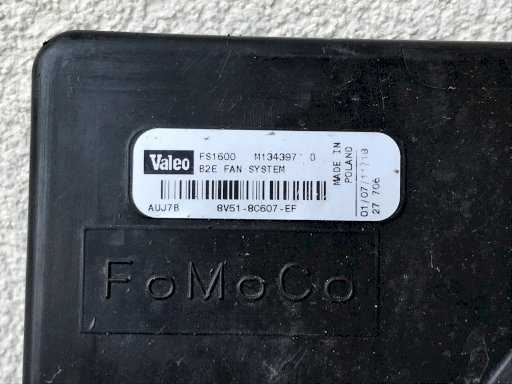 Valeo
FS1600 D
B2E FAN SYSTEM
AUJ78 8V51-8C607-EF
MADE IN
POLAND
27 706
FoMoCo